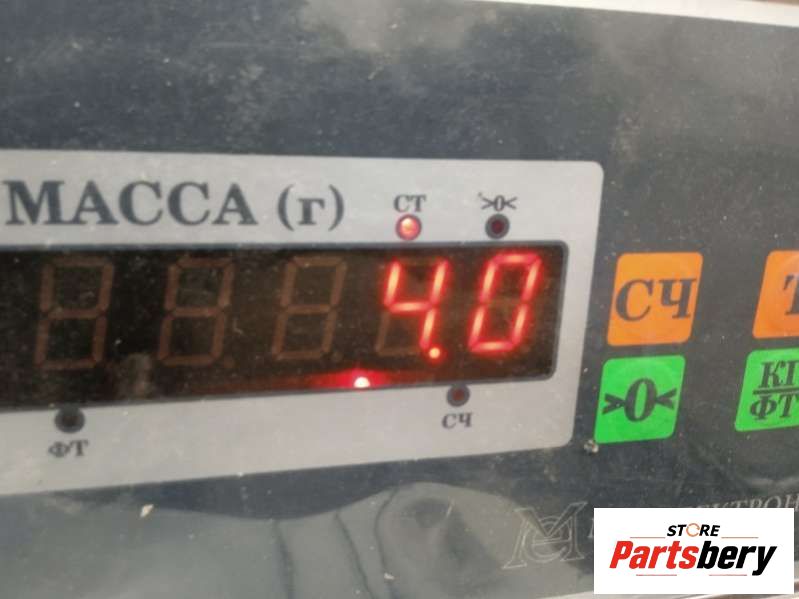 МАССА (г)
СТ >0<
4.0
ФТ
СЧ
СЧ
>0<
STORE
Partsbery